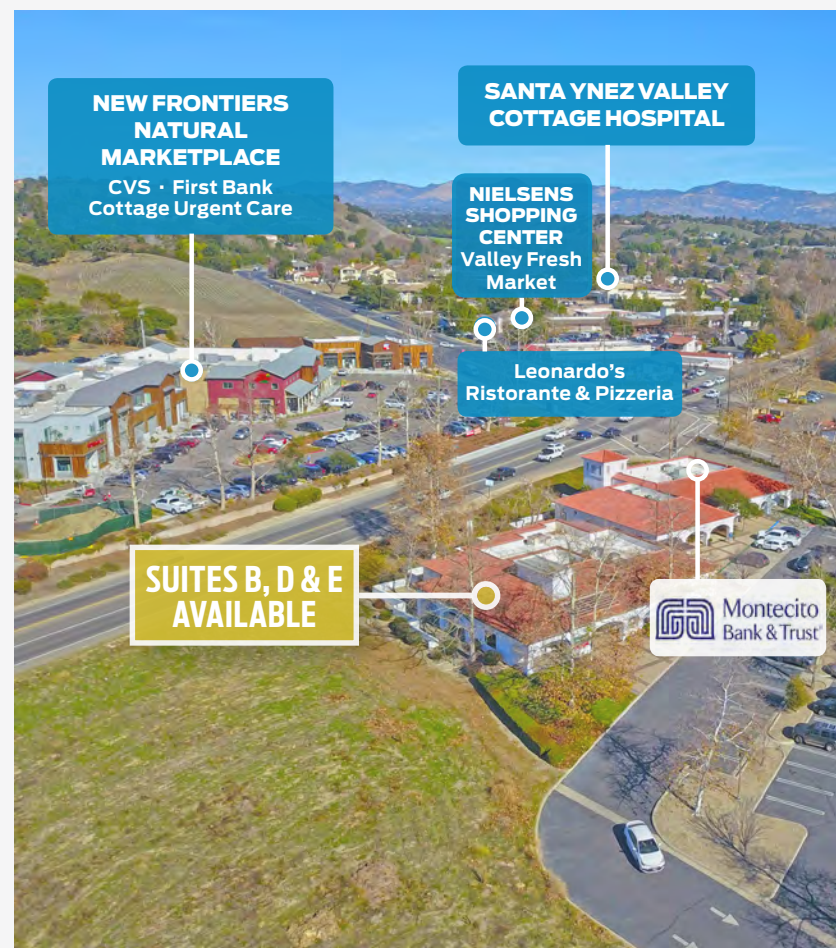 NEW FRONTIERS
NATURAL
MARKETPLACE
CVS · First Bank
Cottage Urgent Care
SANTA YNEZ VALLEY
COTTAGE HOSPITAL
NIELSENS
SHOPPING
CENTER
Valley Fresh
Market
Leonardo's
Ristorante & Pizzeria
SUITES B, D & E
AVAILABLE
Montecito
Bank & Trust